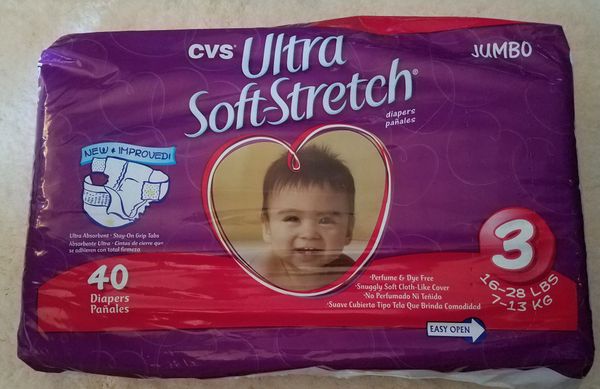 CVS® Ultra
Soft-Stretch®
diapers
pañales
JUMBO
NEW & IMPROVED!
Ultra Absorbent · Stay-On Grip Tabs
Absorbente Ultra · Cintas de cierre que
se adhieren con total firmeza
40
Diapers
Pañales
·Perfume & Dye Free
·Snuggly Soft Cloth-Like Cover
·No Perfumado Ni Teñido
·Suave Cubierta Tipo Tela Que Brinda Comodidad
3
16-28 LBS
7-13 KG
EASY OPEN